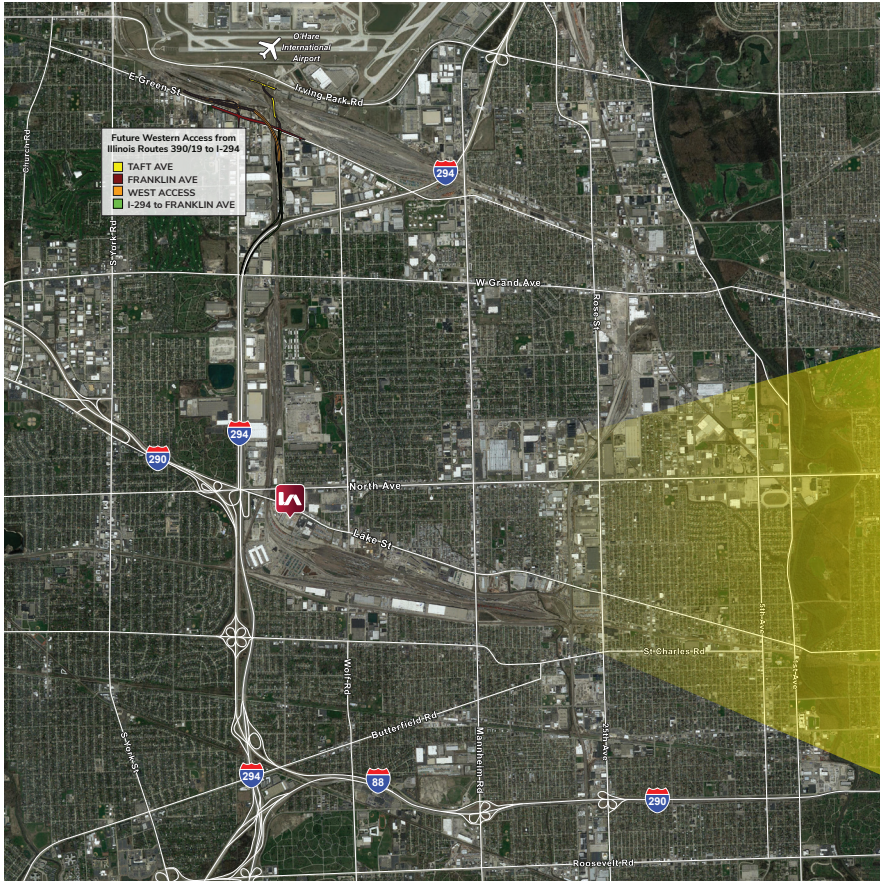 O'Hare
International
Airport
E Green St
Irving Park Rd
Church Rd
Future Western Access from
Illinois Routes 390/19 to I-294
TAFT AVE
FRANKLIN AVE
WEST ACCESS
I-294 to FRANKLIN AVE
294
S York Rd
W Grand Ave
Rose St
294
290
North Ave
Lake St
5th Ave
St Charles Rd
1st Ave
Wolf Rd
Butterfield Rd
S York St
Mannheim Rd
25th Ave
294
88
290
Roosevelt Rd